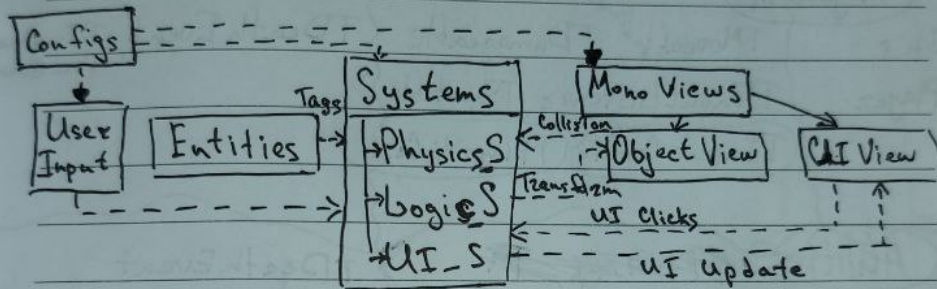 Configs
Systems
Mono Views
Tags
User
Input
Entities
Collision
PhysicsS
Object View
UI View
Transform
LogicS
UI Clicks
UI_S
UI Update